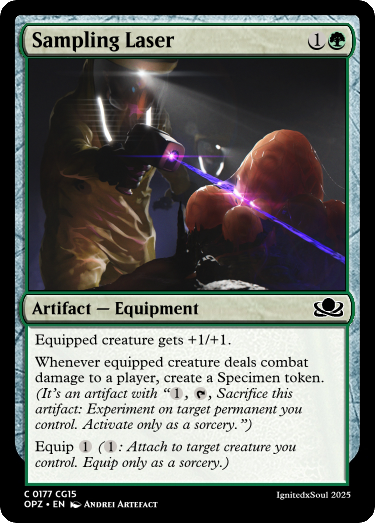 Sampling Laser 1
Artifact — Equipment
Equipped creature gets +1/+1.
Whenever equipped creature deals combat
damage to a player, create a Specimen token.
(It's an artifact with “1, , Sacrifice this
artifact: Experiment on target permanent you
control. Activate only as a sorcery.”)
Equip 1 (1: Attach to target creature you
control. Equip only as a sorcery.)
C 0177 CG15
OPZ • EN Andrei Artefact
IgnitedxSoul 2025